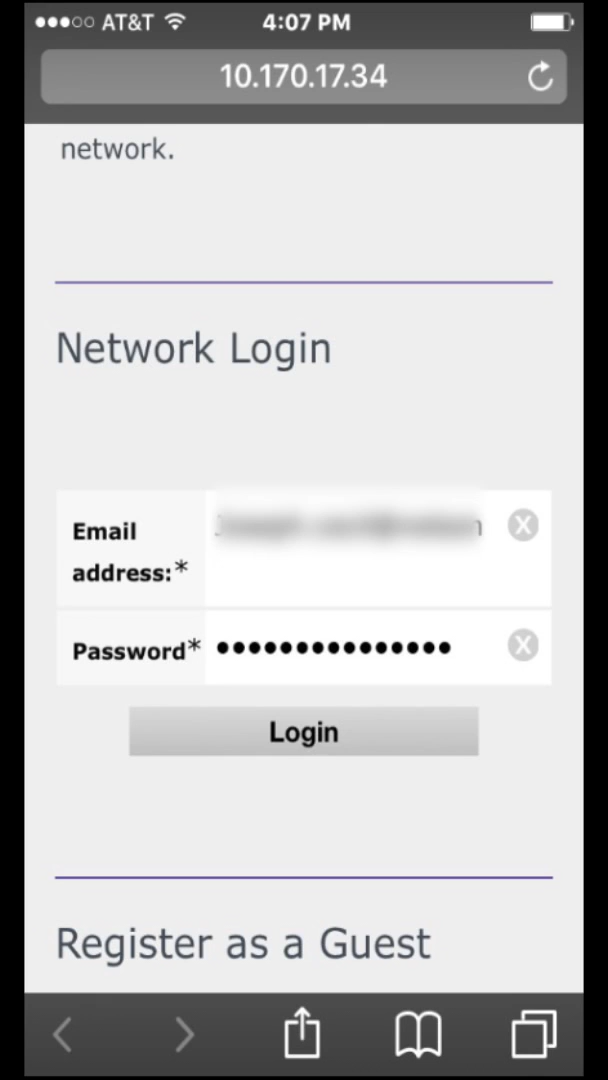 AT&T 4:07 PM
10.170.17.34
network.
Network Login
Email
address:*
Password* •••••••••••••••
Login
Register as a Guest